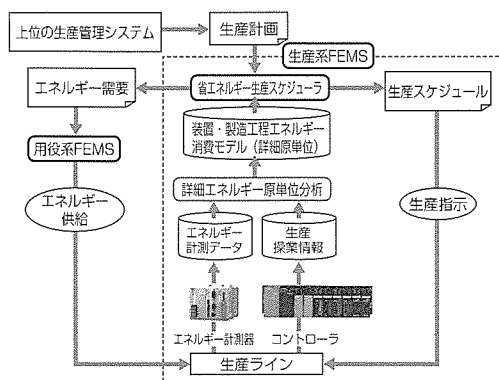 上位の生産管理システム
生産計画
生産系FEMS
エネルギー需要
省エネルギー生産スケジューラ
生産スケジュール
装置・製造工程エネルギー
消費モデル（詳細原単位）
用役系FEMS
詳細エネルギー原単位分析
エネルギー
供給
生産指示
エネルギー
計測データ
生産
操業情報
エネルギー計測器
コントローラ
生産ライン